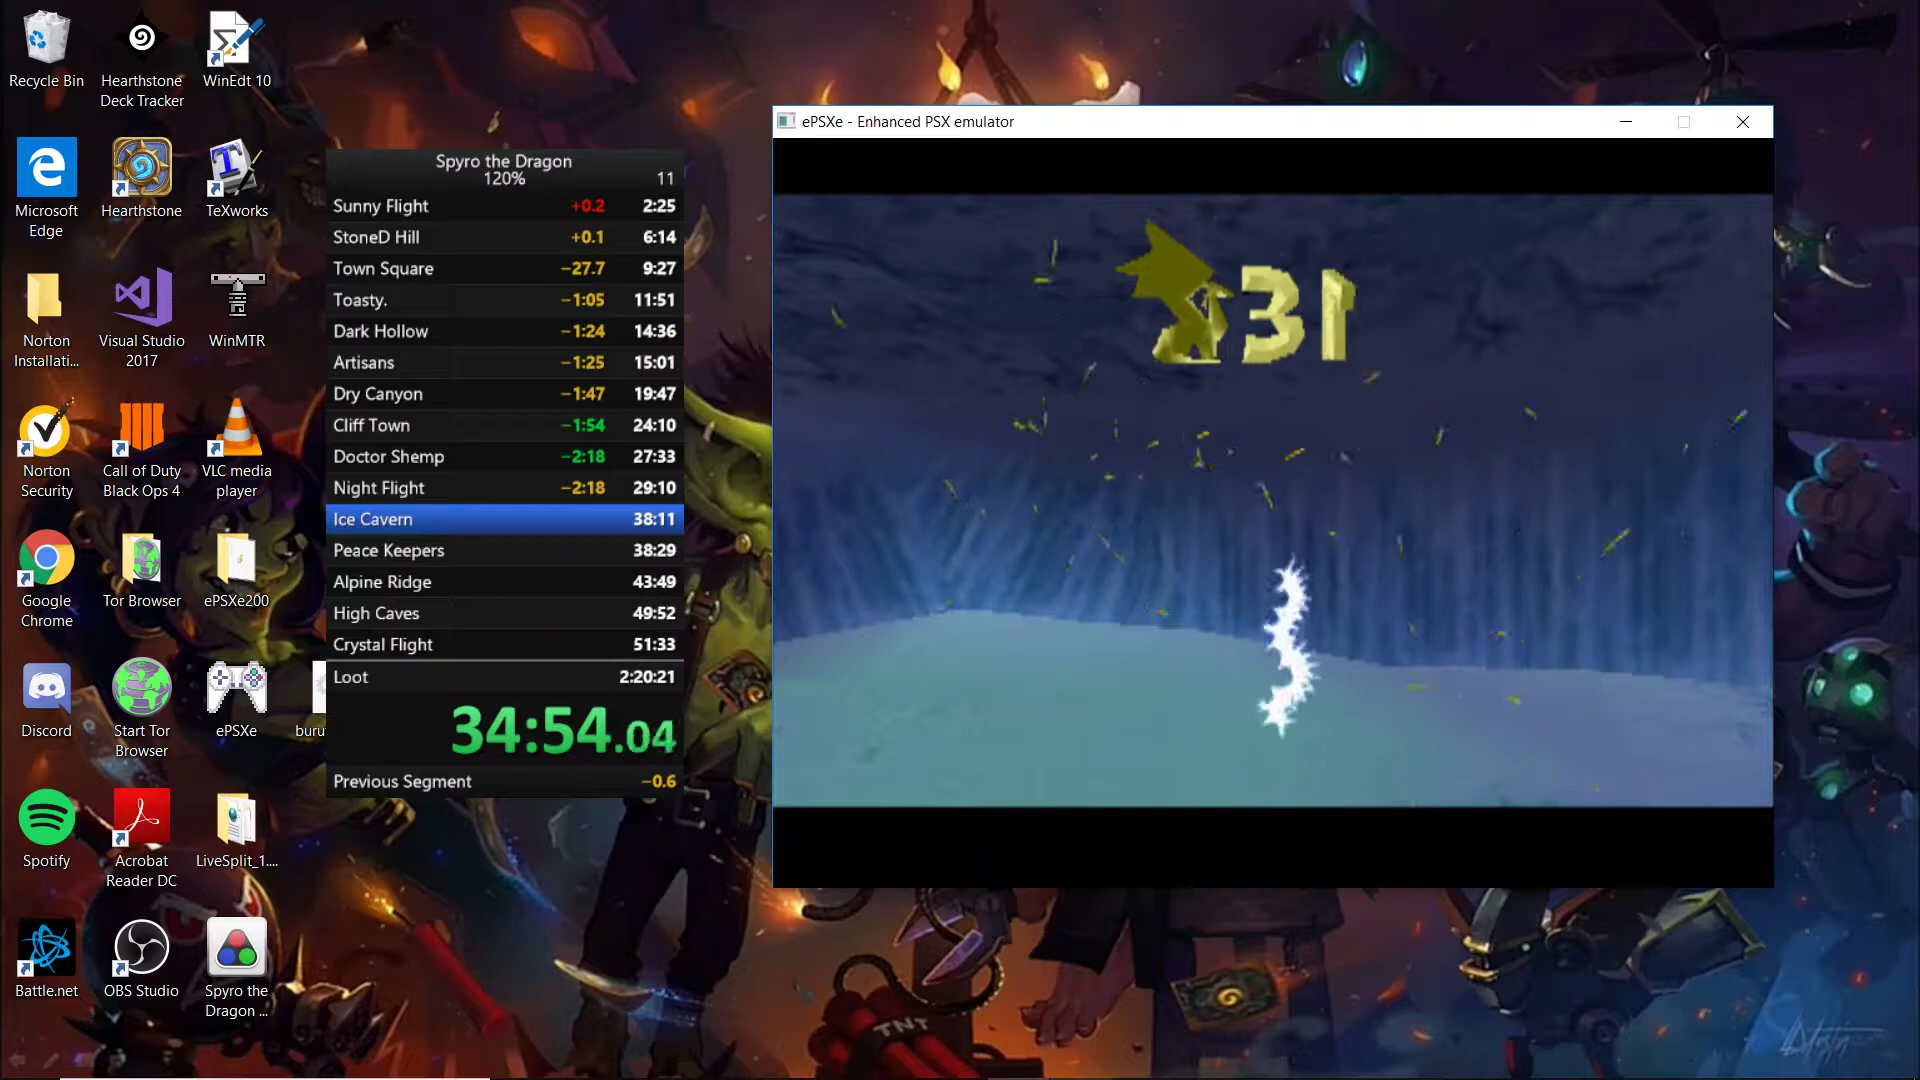 Recycle Bin
Hearthstone
Deck Tracker
WinEdt 10
Microsoft
Edge
Hearthstone
TeXworks
Norton
Installati...
Visual Studio
2017
WinMTR
Norton
Security
Call of Duty
Black Ops 4
VLC media
player
Google
Chrome
Tor Browser
ePSXe200
Discord
Start Tor
Browser
ePSXe
buru
Spotify
Acrobat
Reader DC
LiveSplit_1....
Battle.net
OBS Studio
Spyro the
Dragon ...
Spyro the Dragon
120% 11
Sunny Flight +0.2 2:25
StoneD Hill +0.1 6:14
Town Square −27.7 9:27
Toasty. −1:05 11:51
Dark Hollow −1:24 14:36
Artisans −1:25 15:01
Dry Canyon −1:47 19:47
Cliff Town −1:54 24:10
Doctor Shemp −2:18 27:33
Night Flight −2:18 29:10
Ice Cavern 38:11
Peace Keepers 38:29
Alpine Ridge 43:49
High Caves 49:52
Crystal Flight 51:33
Loot 2:20:21
34:54.04
Previous Segment −0.6
ePSXe - Enhanced PSX emulator
31
TNT